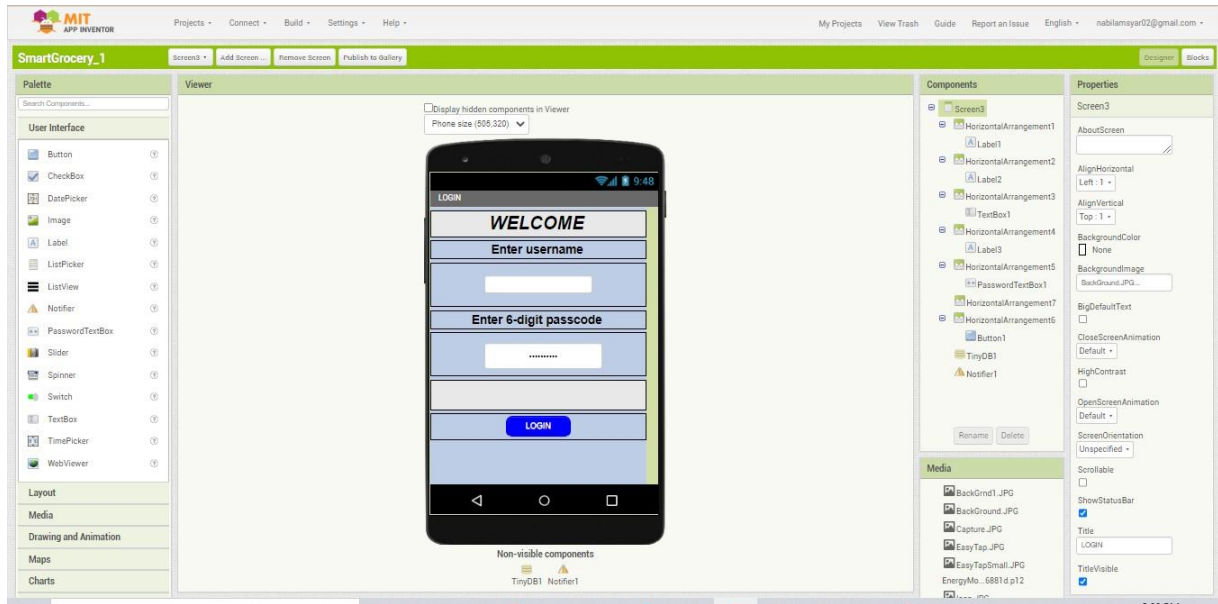 MIT
APP INVENTOR
Projects Connect Build Settings Help
My Projects View Trash Guide Report an Issue English nabilamsyar02@gmail.com
SmartGrocery_1
Screen3 Add Screen ... Remove Screen Publish to Gallery
Designer Blocks
Palette
Search Components...
User Interface
Button
CheckBox
DatePicker
Image
Label
ListPicker
ListView
Notifier
PasswordTextBox
Slider
Spinner
Switch
TextBox
TimePicker
WebViewer
Layout
Media
Drawing and Animation
Maps
Charts
Viewer
Display hidden components in Viewer
Phone size (505,320)
9:48
LOGIN
WELCOME
Enter username
Enter 6-digit passcode
LOGIN
Non-visible components
TinyDB1 Notifier1
Components
Screen3
HorizontalArrangement1
Label1
HorizontalArrangement2
Label2
HorizontalArrangement3
TextBox1
HorizontalArrangement4
Label3
HorizontalArrangement5
PasswordTextBox1
HorizontalArrangement7
HorizontalArrangement6
Button1
TinyDB1
Notifier1
Rename Delete
Media
BackGrnd1.JPG
BackGround.JPG
Capture.JPG
EasyTap.JPG
EasyTapSmall.JPG
EnergyMo...6881d.p12
Properties
Screen3
AboutScreen
AlignHorizontal
Left : 1
AlignVertical
Top : 1
BackgroundColor
None
BackgroundImage
BackGround.JPG...
BigDefaultText
CloseScreenAnimation
Default
HighContrast
OpenScreenAnimation
Default
ScreenOrientation
Unspecified
Scrollable
ShowStatusBar
Title
LOGIN
TitleVisible